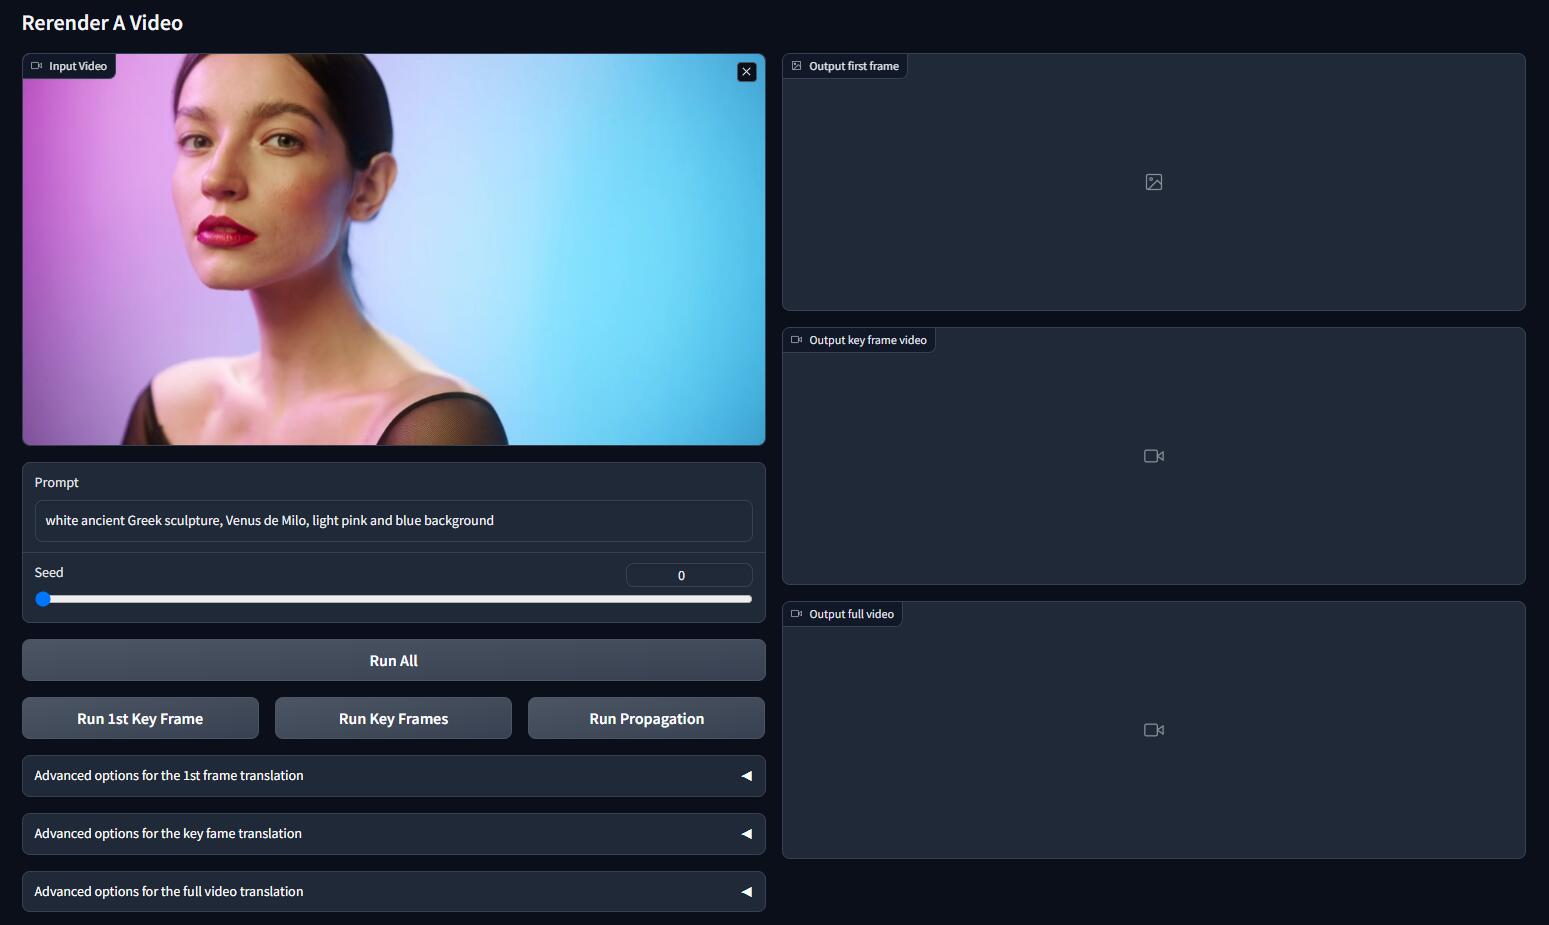 Rerender A Video
Input Video
Prompt
white ancient Greek sculpture, Venus de Milo, light pink and blue background
Seed
0
Run All
Run 1st Key Frame
Run Key Frames
Run Propagation
Advanced options for the 1st frame translation
Advanced options for the key fame translation
Advanced options for the full video translation
Output first frame
Output key frame video
Output full video